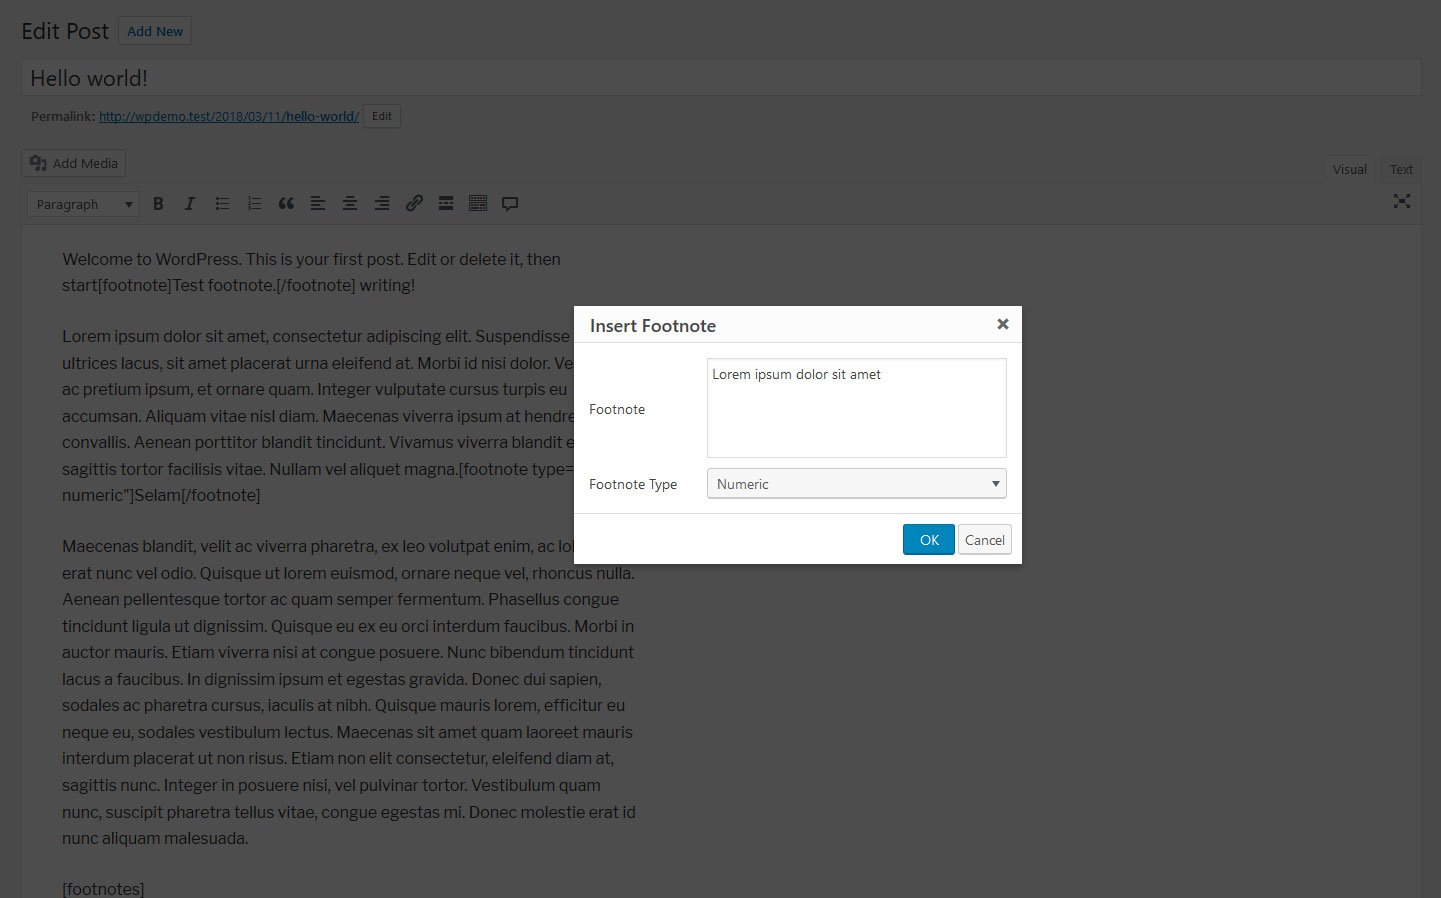 Edit Post Add New
Hello world!
Permalink: http://wpdemo.test/2018/03/11/hello-world/ Edit
Add Media
Visual Text
Paragraph
Welcome to WordPress. This is your first post. Edit or delete it, then
start[footnote]Test footnote.[/footnote] writing!
Lorem ipsum dolor sit amet, consectetur adipiscing elit. Suspendisse
ultrices lacus, sit amet placerat urna eleifend at. Morbi id nisi dolor. Ve
ac pretium ipsum, et ornare quam. Integer vulputate cursus turpis eu
accumsan. Aliquam vitae nisl diam. Maecenas viverra ipsum at hendre
convallis. Aenean porttitor blandit tincidunt. Vivamus viverra blandit e
sagittis tortor facilisis vitae. Nullam vel aliquet magna.[footnote type=
numeric"]Selam[/footnote]
Maecenas blandit, velit ac viverra pharetra, ex leo volutpat enim, ac lo
erat nunc vel odio. Quisque ut lorem euismod, ornare neque vel, rhoncus nulla.
Aenean pellentesque tortor ac quam semper fermentum. Phasellus congue
tincidunt ligula ut dignissim. Quisque eu ex eu orci interdum faucibus. Morbi in
auctor mauris. Etiam viverra nisi at congue posuere. Nunc bibendum tincidunt
lacus a faucibus. In dignissim ipsum et egestas gravida. Donec dui sapien,
sodales ac pharetra cursus, iaculis at nibh. Quisque mauris lorem, efficitur eu
neque eu, sodales vestibulum lectus. Maecenas sit amet quam laoreet mauris
interdum placerat ut non risus. Etiam non elit consectetur, eleifend diam at,
sagittis nunc. Integer in posuere nisi, vel pulvinar tortor. Vestibulum quam
nunc, suscipit pharetra tellus vitae, congue egestas mi. Donec molestie erat id
nunc aliquam malesuada.
[footnotes]
Insert Footnote
Footnote
Lorem ipsum dolor sit amet
Footnote Type Numeric
OK Cancel